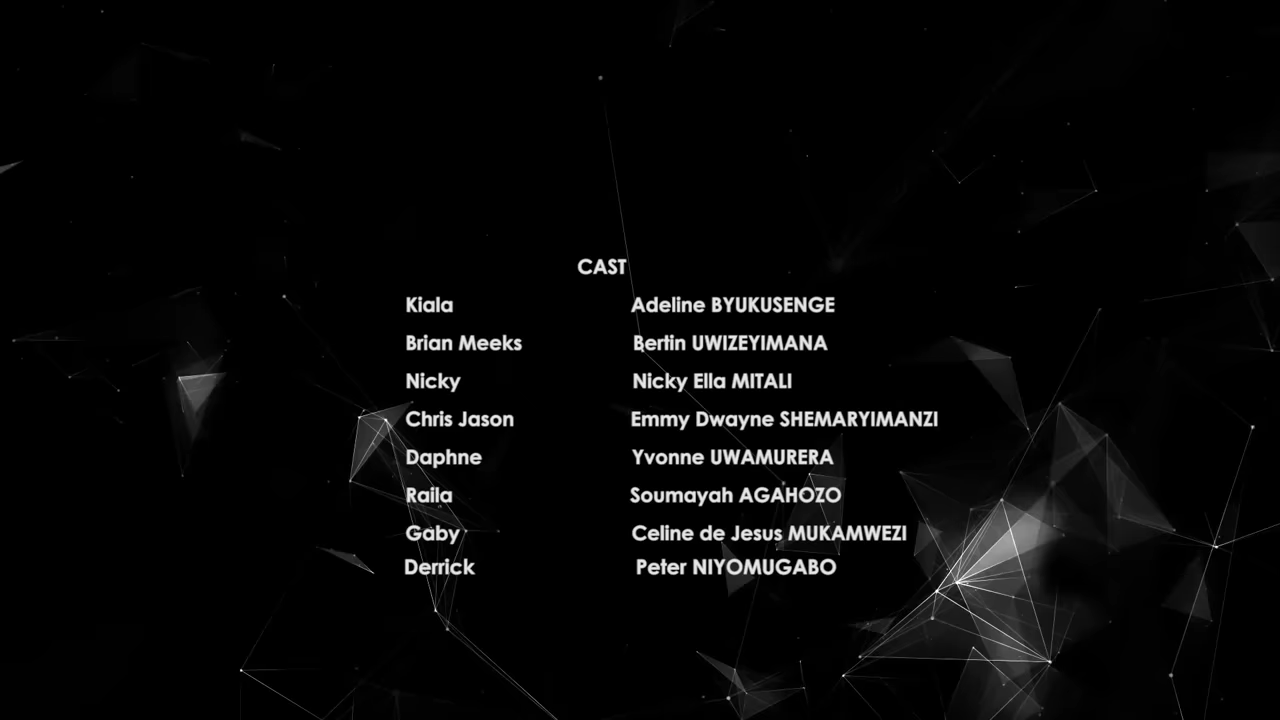 CAST
Kiala Adeline BYUKUSENGE
Brian Meeks Bertin UWIZEYIMANA
Nicky Nicky Ella MITALI
Chris Jason Emmy Dwayne SHEMARYIMANZI
Daphne Yvonne UWAMURERA
Raila Soumayah AGAHOZO
Gaby Celine de Jesus MUKAMWEZI
Derrick Peter NIYOMUGABO